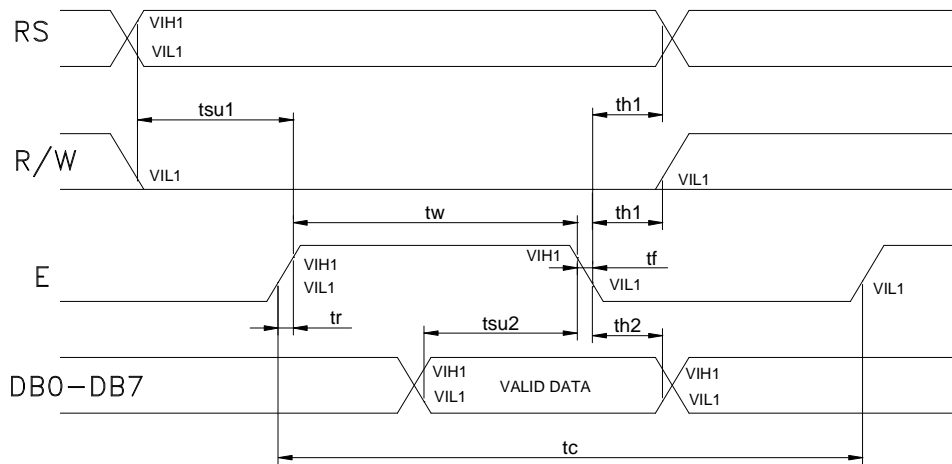 RS
VIH1
VIL1
tsu1
th1
R/W
VIL1
VIL1
tw
th1
E
VIH1
VIL1
VIH1
tf
VIL1
VIL1
tr
tsu2
th2
DB0-DB7
VIH1
VIL1
VALID DATA
VIH1
VIL1
tc